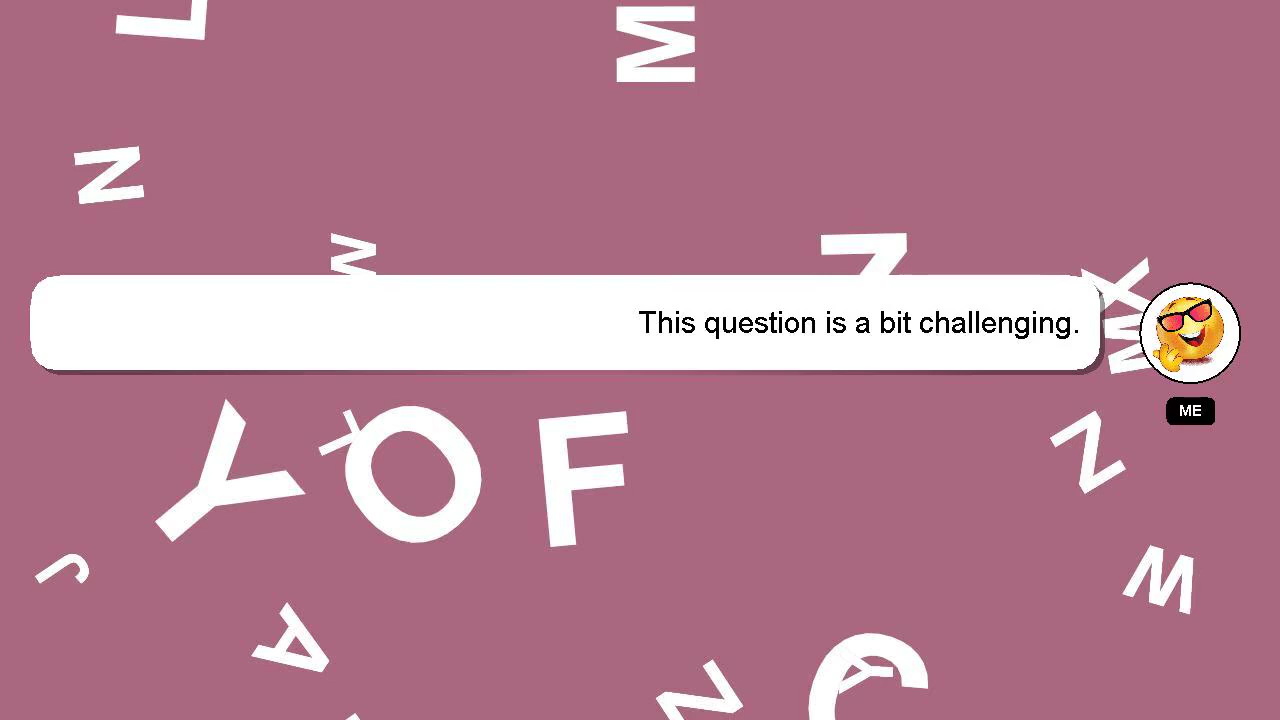 L
M
N
M
N
X
This question is a bit challenging.
M
ME
Y
X
O
F
Z
J
W
A
N
C
A